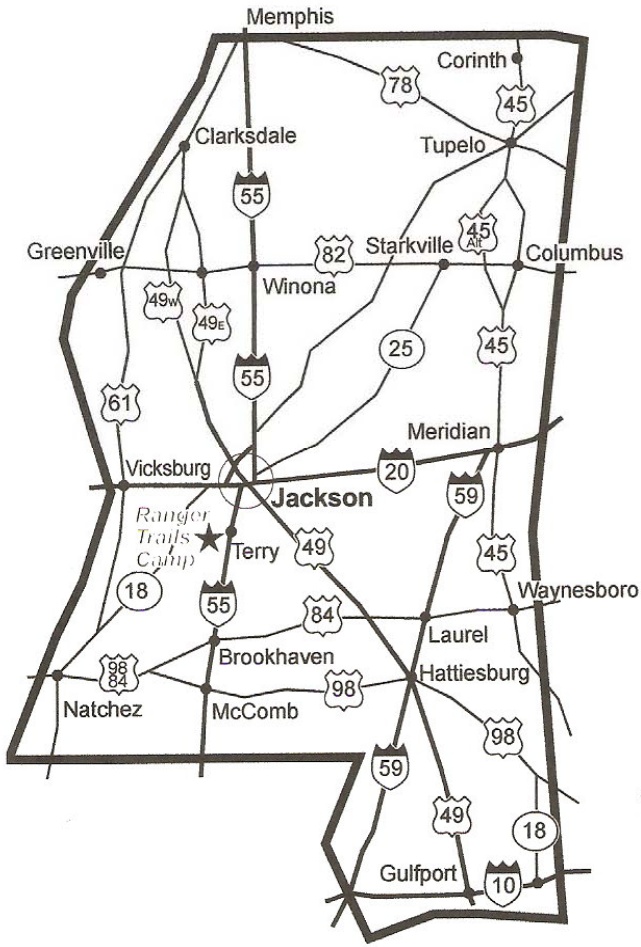 Memphis
Corinth
78
45
Clarksdale
Tupelo
55
45
Alt
Greenville
82
Starkville
Columbus
Winona
49W
49E
25
45
55
61
Meridian
Vicksburg
20
Jackson
59
Ranger
Trails
Camp
Terry
49
45
18
55
84
Waynesboro
Laurel
Brookhaven
98
84
Hattiesburg
98
Natchez
McComb
98
59
49
18
Gulfport
10